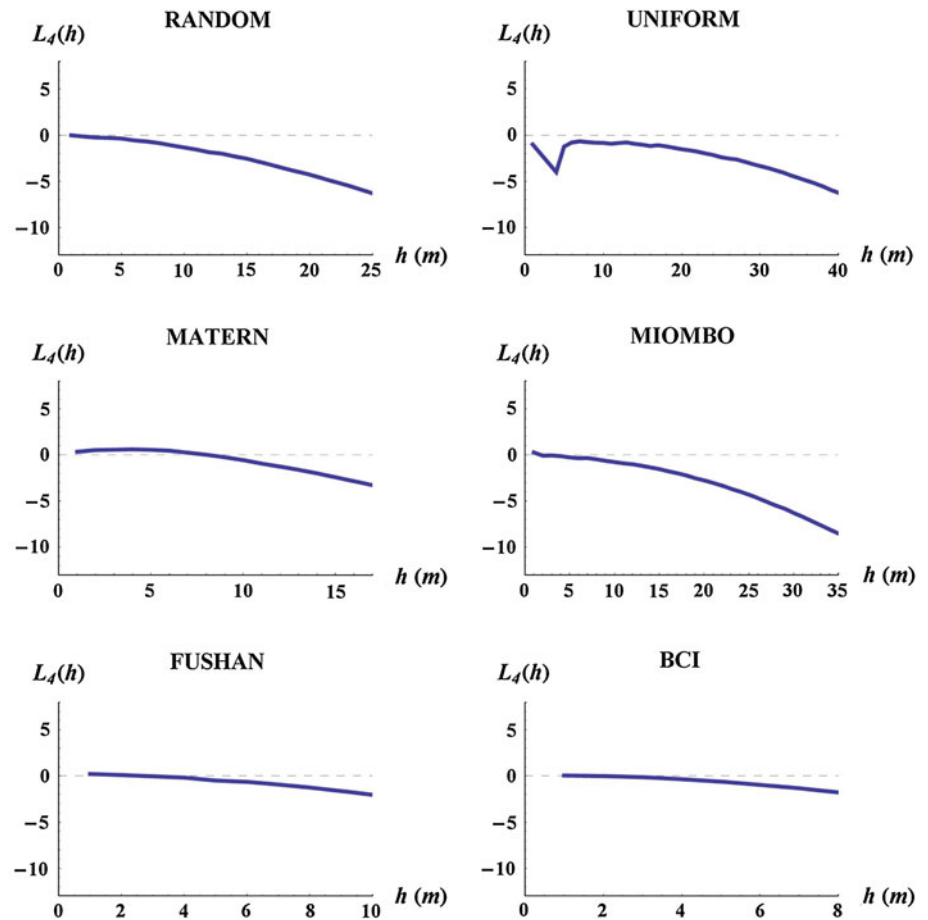 RANDOM
L4(h)
5
0
−5
−10
0 5 10 15 20 25 h (m)
UNIFORM
L4(h)
5
0
−5
−10
0 10 20 30 40 h (m)
MATERN
L4(h)
5
0
−5
−10
0 5 10 15 h (m)
MIOMBO
L4(h)
5
0
−5
−10
0 5 10 15 20 25 30 35 h (m)
FUSHAN
L4(h)
5
0
−5
−10
0 2 4 6 8 10 h (m)
BCI
L4(h)
5
0
−5
−10
0 2 4 6 8 h (m)